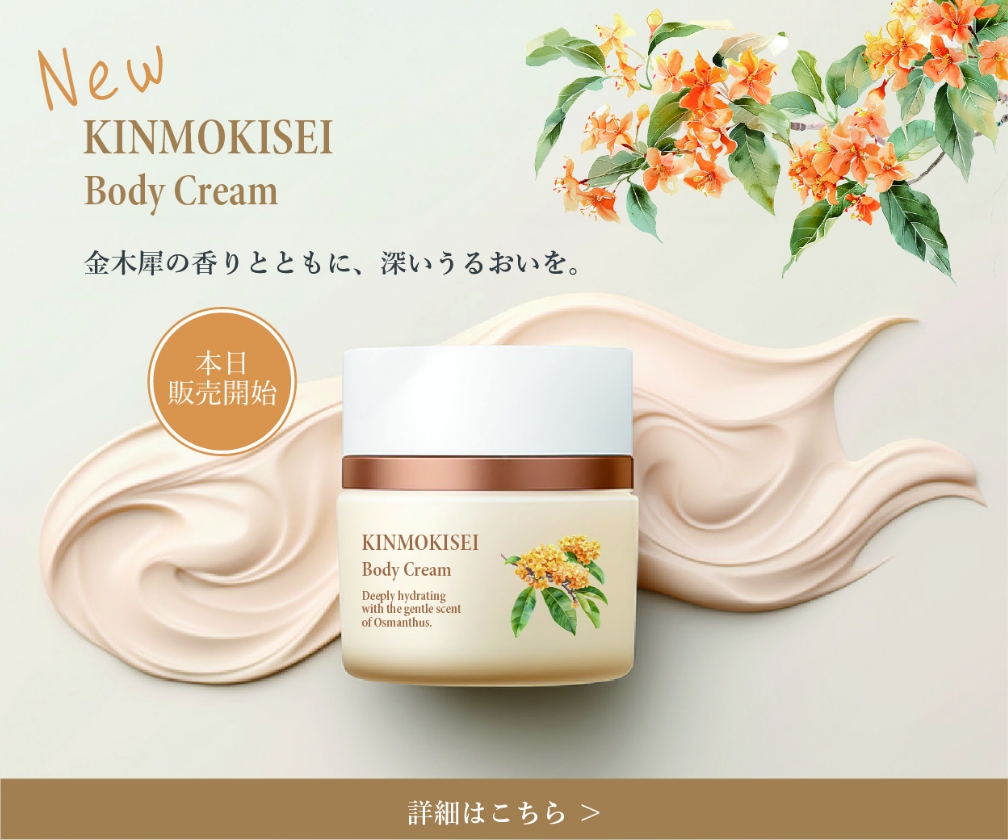 New
KINMOKISEI
Body Cream
金木犀の香りとともに、深いうるおいを。
本日
販売開始
KINMOKISEI
Body Cream
Deeply hydrating
with the gentle scent
of Osmanthus.
詳細はこちら ＞